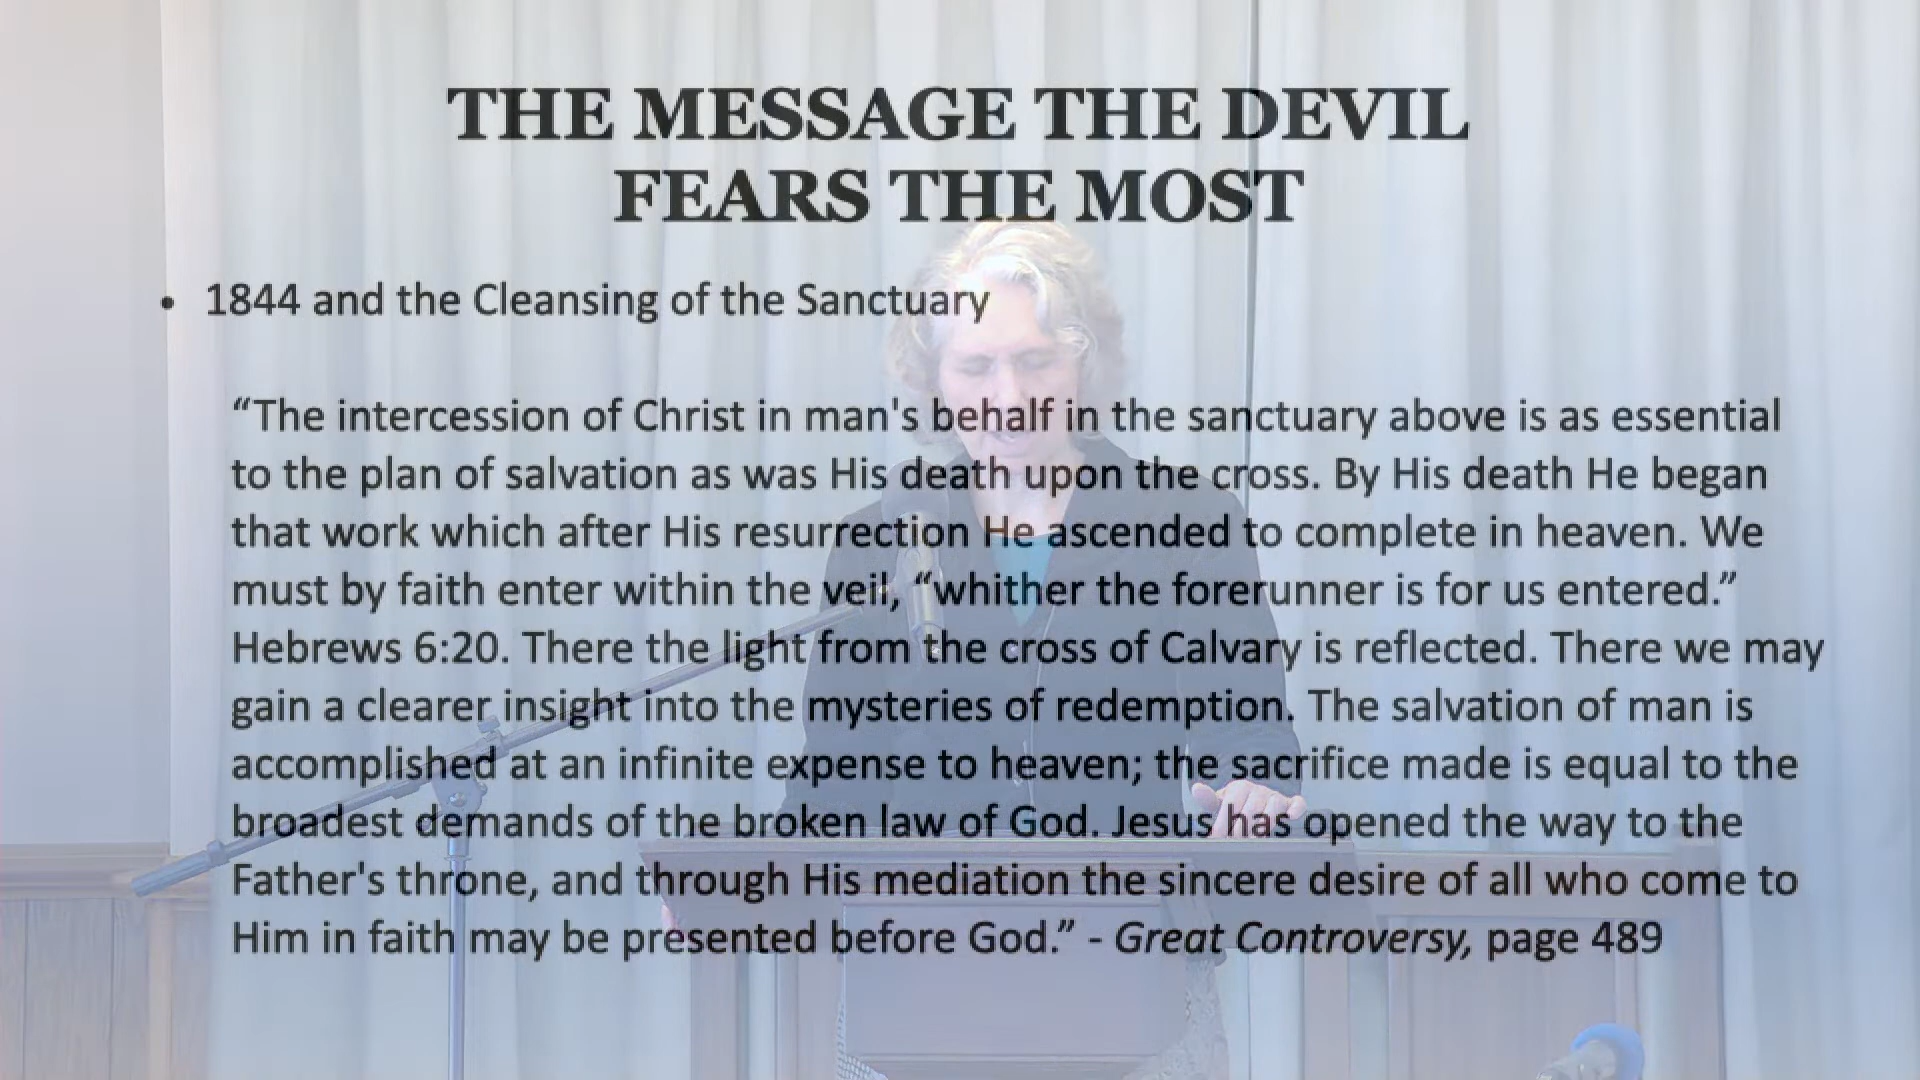 THE MESSAGE THE DEVIL
FEARS THE MOST
• 1844 and the Cleansing of the Sanctuary
“The intercession of Christ in man's behalf in the sanctuary above is as essential
to the plan of salvation as was His death upon the cross. By His death He began
that work which after His resurrection He ascended to complete in heaven. We
must by faith enter within the veil, “whither the forerunner is for us entered.”
Hebrews 6:20. There the light from the cross of Calvary is reflected. There we may
gain a clearer insight into the mysteries of redemption. The salvation of man is
accomplished at an infinite expense to heaven; the sacrifice made is equal to the
broadest demands of the broken law of God. Jesus has opened the way to the
Father's throne, and through His mediation the sincere desire of all who come to
Him in faith may be presented before God.” - Great Controversy, page 489